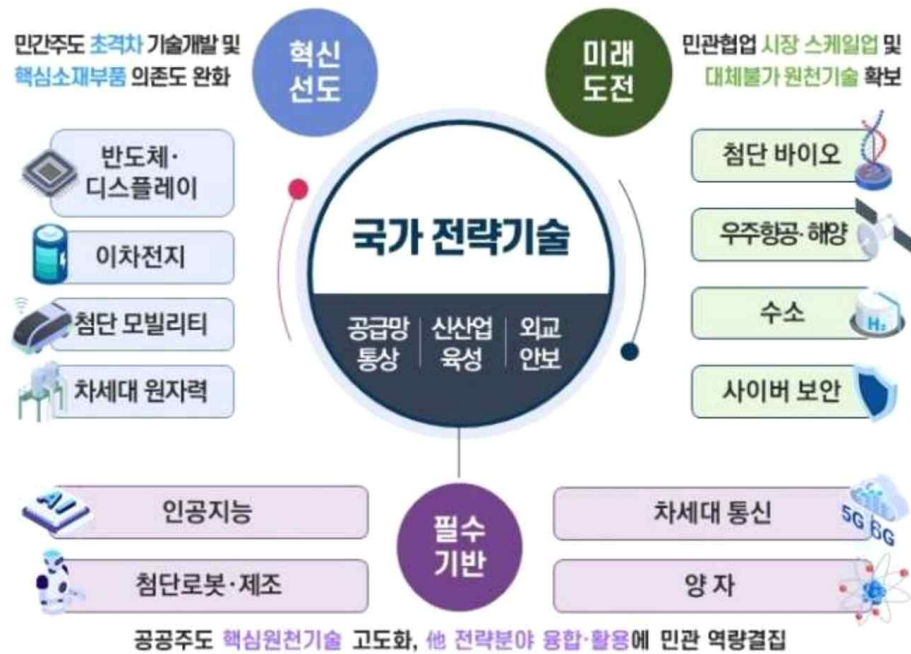 민간주도 초격차 기술개발 및
핵심소재부품 의존도 완화
혁신
선도
미래
도전
민관협업 시장 스케일업 및
대체불가 원천기술 확보
반도체·
디스플레이
이차전지
첨단 모빌리티
차세대 원자력
국가 전략기술
공급망
통상
신산업
육성
외교
안보
첨단 바이오
우주항공·해양
수소
H₂
사이버 보안
AI
인공지능
첨단로봇·제조
필수
기반
차세대 통신
5G 6G
양 자
공공주도 핵심원천기술 고도화, 他 전략분야 융합·활용에 민관 역량결집